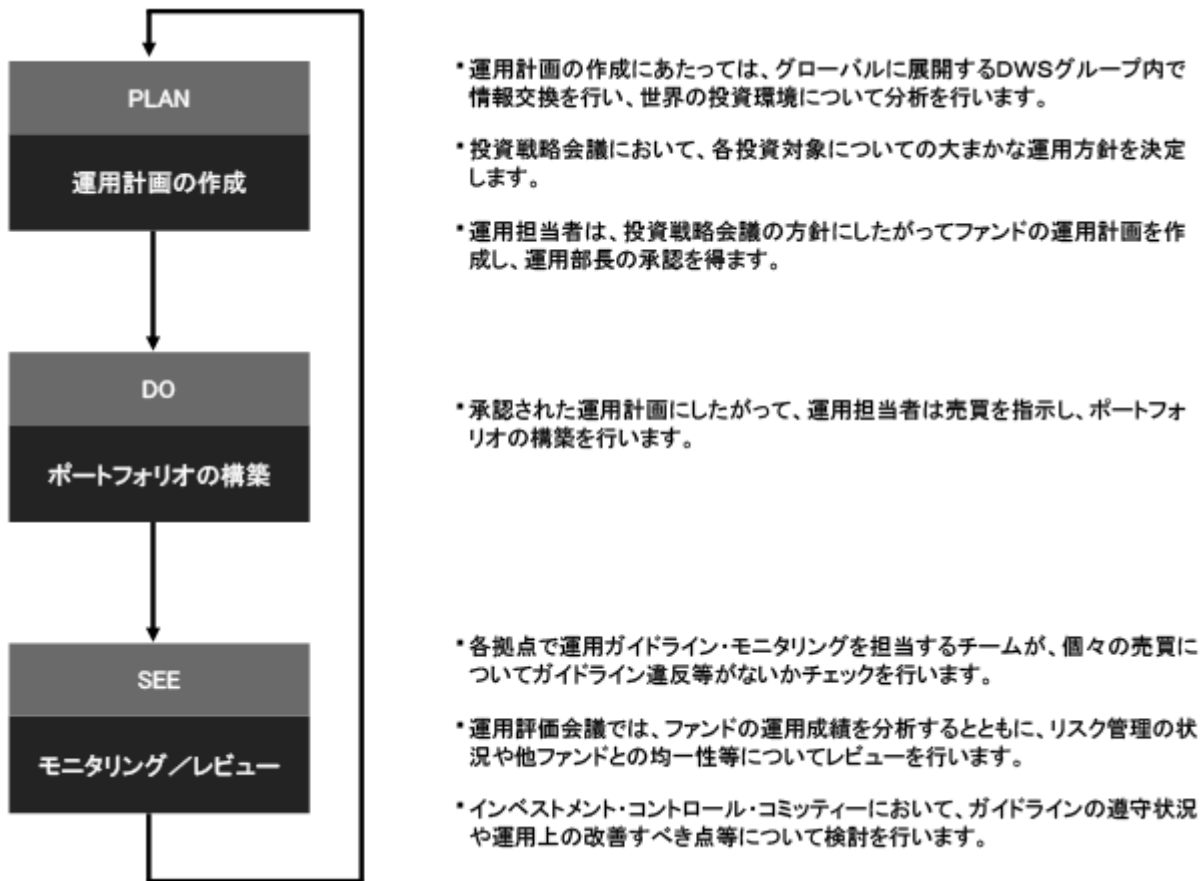 PLAN
運用計画の作成
*運用計画の作成にあたっては、グローバルに展開するDWSグループ内で
情報交換を行い、世界の投資環境について分析を行います。
*投資戦略会議において、各投資対象についての大まかな運用方針を決定
します。
*運用担当者は、投資戦略会議の方針にしたがってファンドの運用計画を作
成し、運用部長の承認を得ます。
DO
ポートフォリオの構築
*承認された運用計画にしたがって、運用担当者は売買を指示し、ポートフォ
リオの構築を行います。
SEE
モニタリング／レビュー
*各拠点で運用ガイドライン・モニタリングを担当するチームが、個々の売買に
ついてガイドライン違反等がないかチェックを行います。
*運用評価会議では、ファンドの運用成績を分析するとともに、リスク管理の状
況や他ファンドとの均一性等についてレビューを行います。
*インベストメント・コントロール・コミッティーにおいて、ガイドラインの遵守状況
や運用上の改善すべき点等について検討を行います。